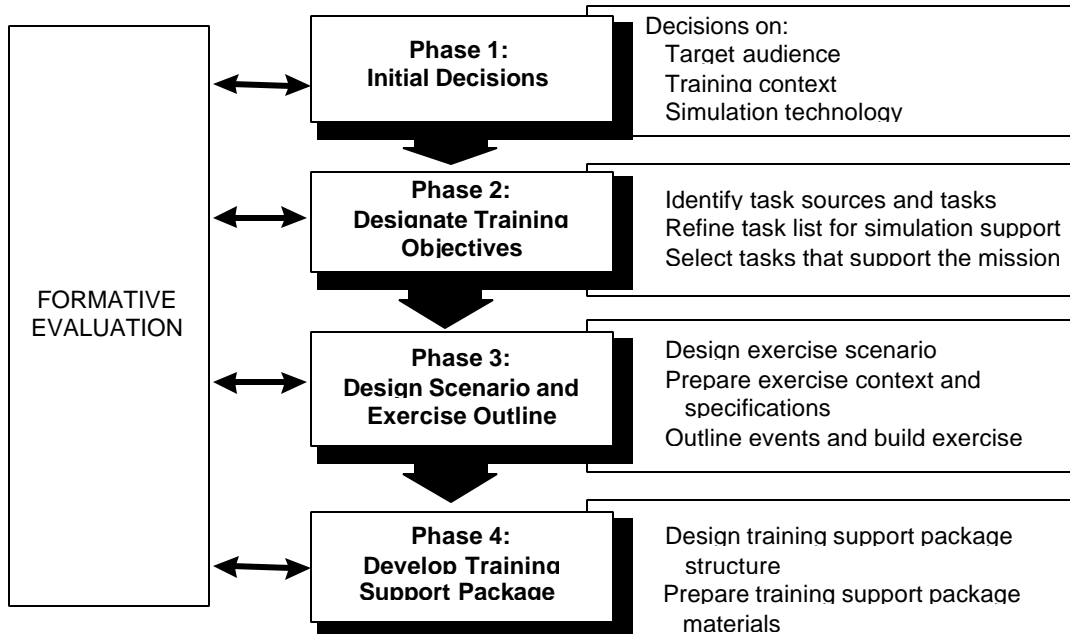 FORMATIVE
EVALUATION
Phase 1:
Initial Decisions
Decisions on:
Target audience
Training context
Simulation technology
Phase 2:
Designate Training
Objectives
Identify task sources and tasks
Refine task list for simulation support
Select tasks that support the mission
Phase 3:
Design Scenario and
Exercise Outline
Design exercise scenario
Prepare exercise context and
specifications
Outline events and build exercise
Phase 4:
Develop Training
Support Package
Design training support package
structure
Prepare training support package
materials